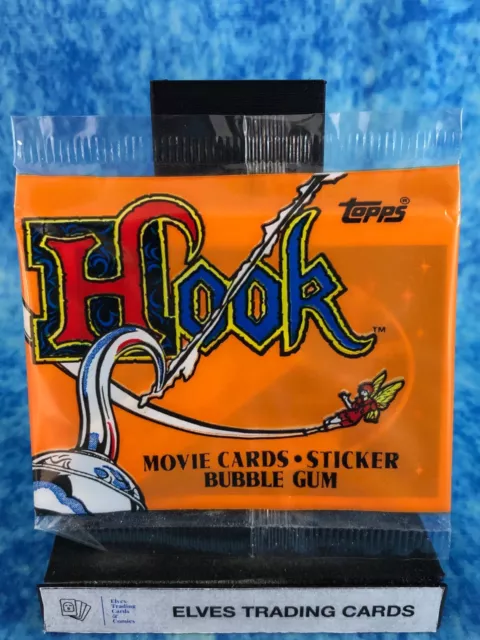 topps®
Hook™
MOVIE CARDS • STICKER
BUBBLE GUM
Elves
Trading
Cards
&
Comics
ELVES TRADING CARDS